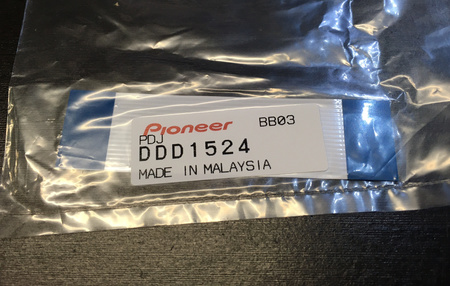 Pioneer BB03
PDJ
DDD1524
MADE IN MALAYSIA